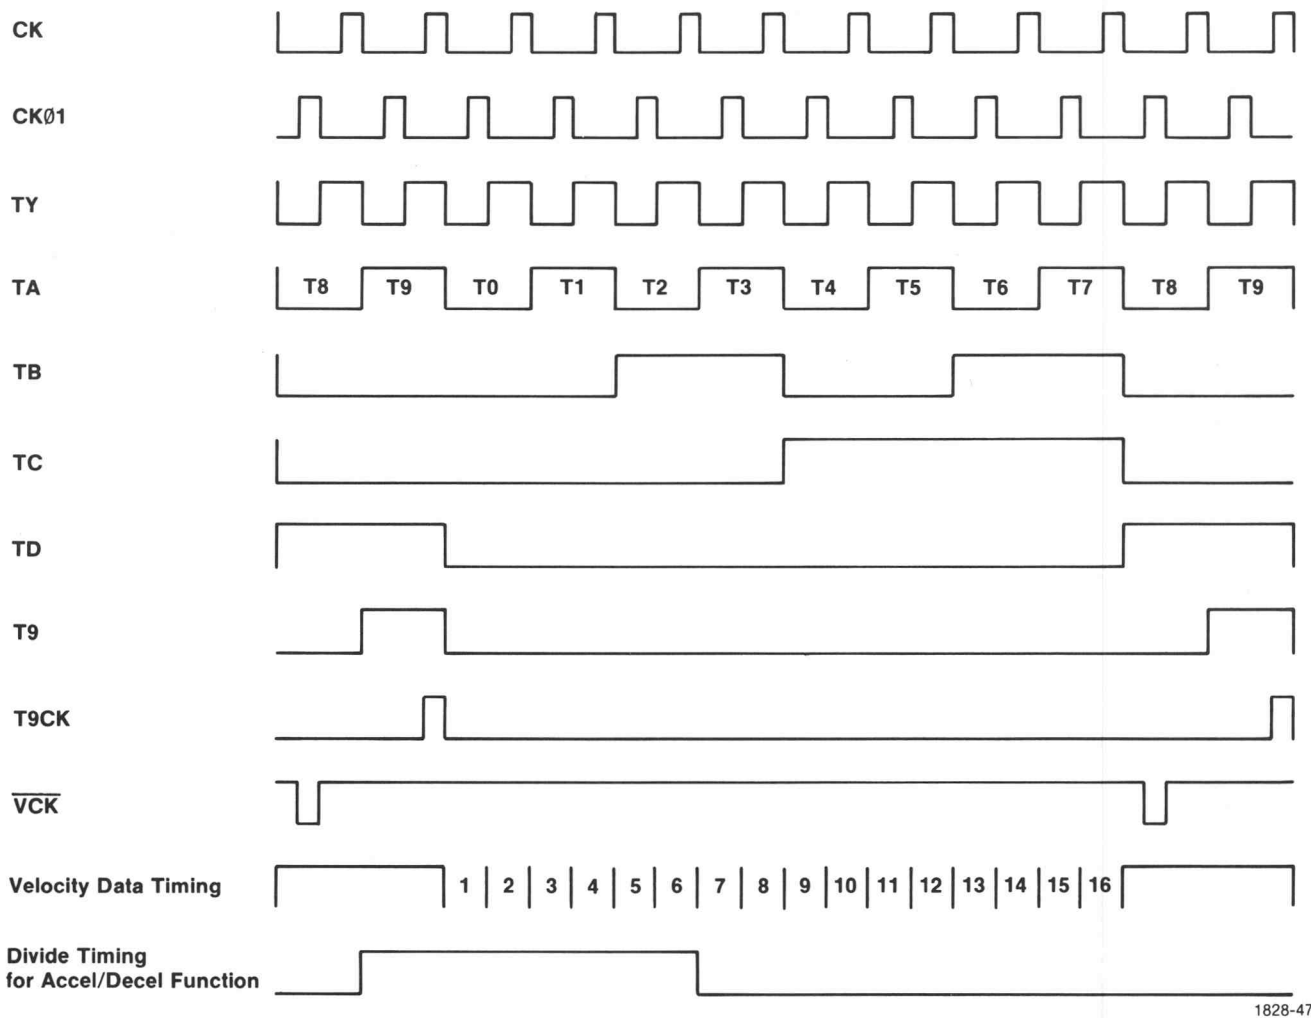 CK
CKØ1
TY
TA T8 T9 T0 T1 T2 T3 T4 T5 T6 T7 T8 T9
TB
TC
TD
T9
T9CK
VCK
Velocity Data Timing 1 2 3 4 5 6 7 8 9 10 11 12 13 14 15 16
Divide Timing
for Accel/Decel Function
1828-47